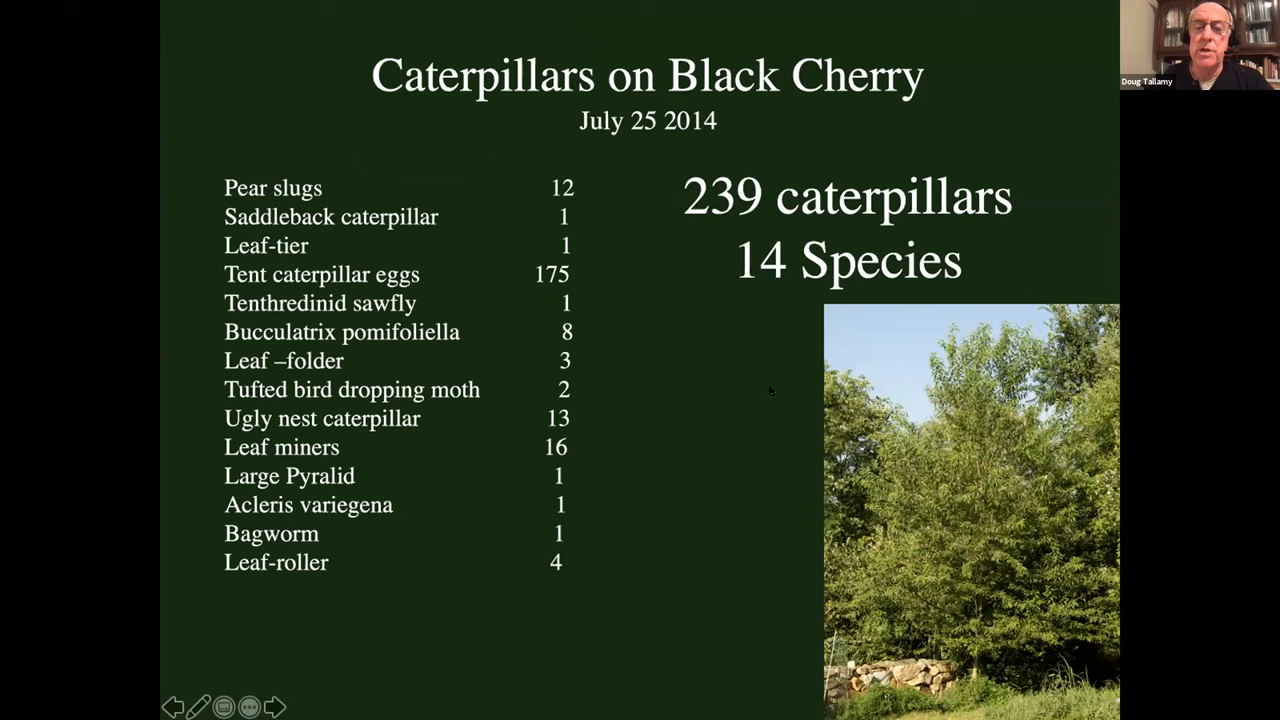 Caterpillars on Black Cherry
July 25 2014
Pear slugs 12
Saddleback caterpillar 1
Leaf-tier 1
Tent caterpillar eggs 175
Tenthredinid sawfly 1
Bucculatrix pomifoliella 8
Leaf –folder 3
Tufted bird dropping moth 2
Ugly nest caterpillar 13
Leaf miners 16
Large Pyralid 1
Acleris variegena 1
Bagworm 1
Leaf-roller 4
239 caterpillars
14 Species
Doug Tallamy